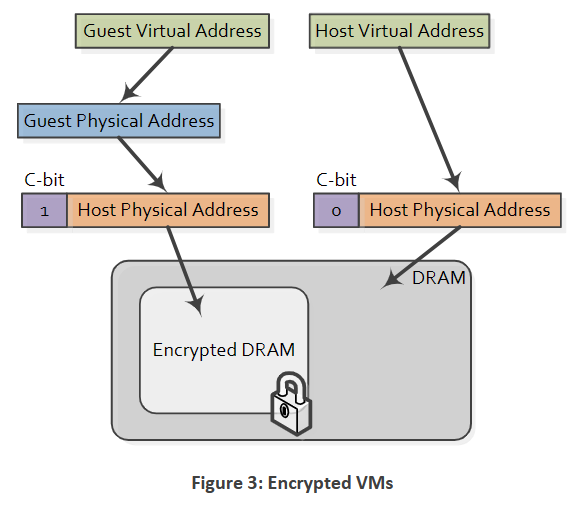 Guest Virtual Address
Host Virtual Address
Guest Physical Address
C-bit
C-bit
1 Host Physical Address
0 Host Physical Address
DRAM
Encrypted DRAM
Figure 3: Encrypted VMs